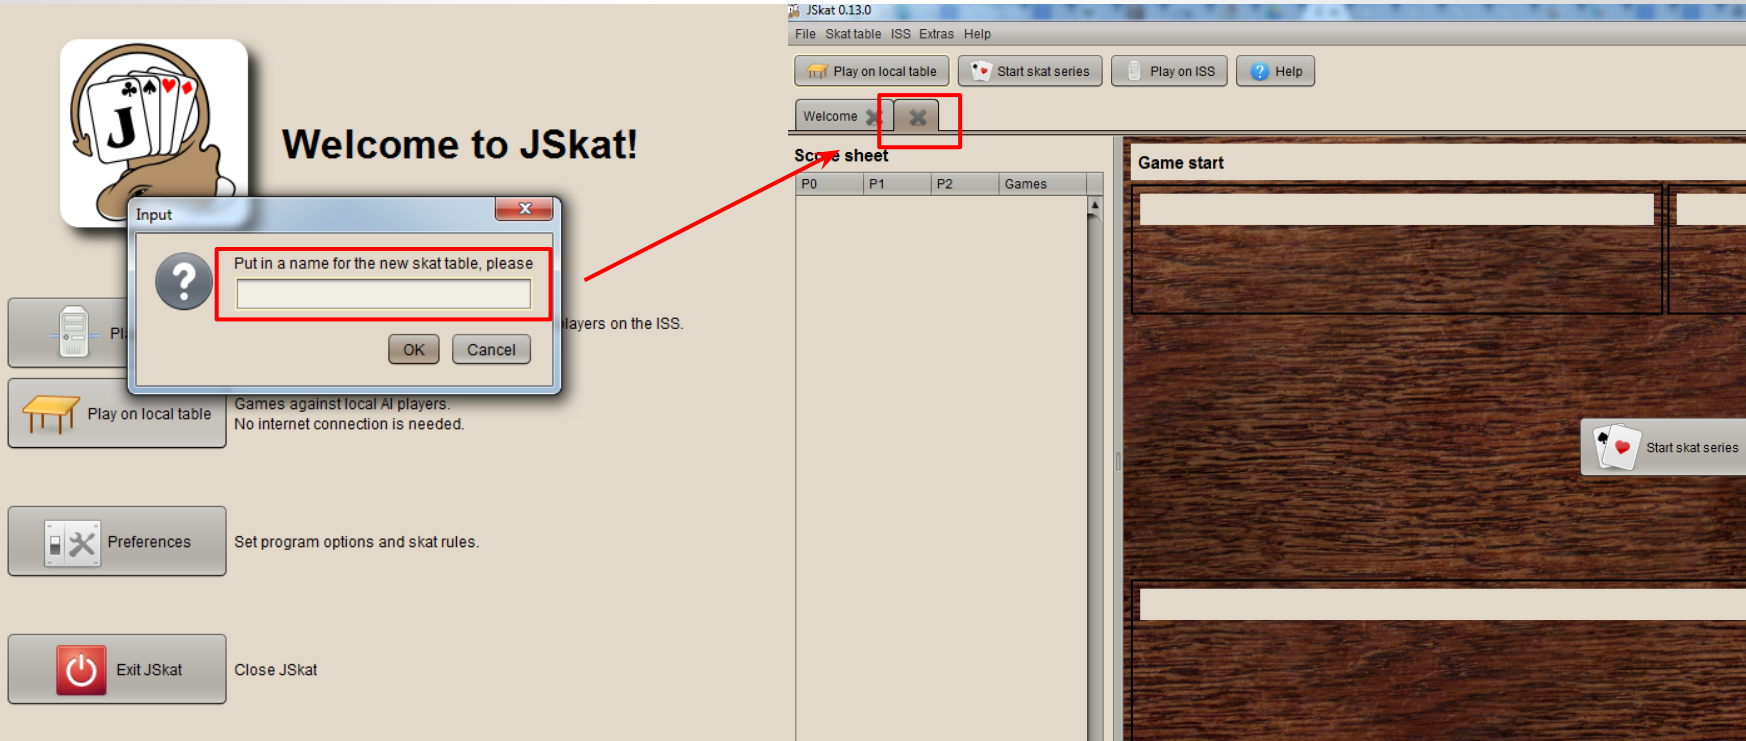 J
Welcome to JSkat!
Input
Put in a name for the new skat table, please
OK
Cancel
layers on the ISS.
Play on local table
Games against local AI players.
No internet connection is needed.
Preferences
Set program options and skat rules.
Exit JSkat
Close JSkat
JSkat 0.13.0
File Skat table ISS Extras Help
Play on local table
Start skat series
Play on ISS
Help
Welcome
Score sheet
P0 P1 P2 Games
Game start
Start skat series